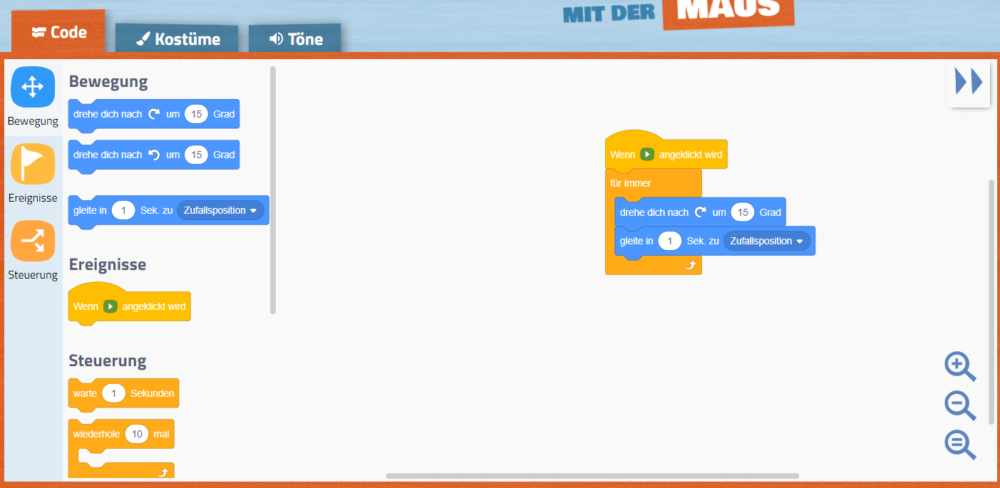 MIT DER MAUS
Code
Kostüme
Töne
Bewegung
Ereignisse
Steuerung
Bewegung
drehe dich nach um 15 Grad
drehe dich nach um 15 Grad
gleite in 1 Sek. zu Zufallsposition
Ereignisse
Wenn angeklickt wird
Steuerung
warte 1 Sekunden
wiederhole 10 mal
Wenn angeklickt wird
für immer
drehe dich nach um 15 Grad
gleite in 1 Sek. zu Zufallsposition